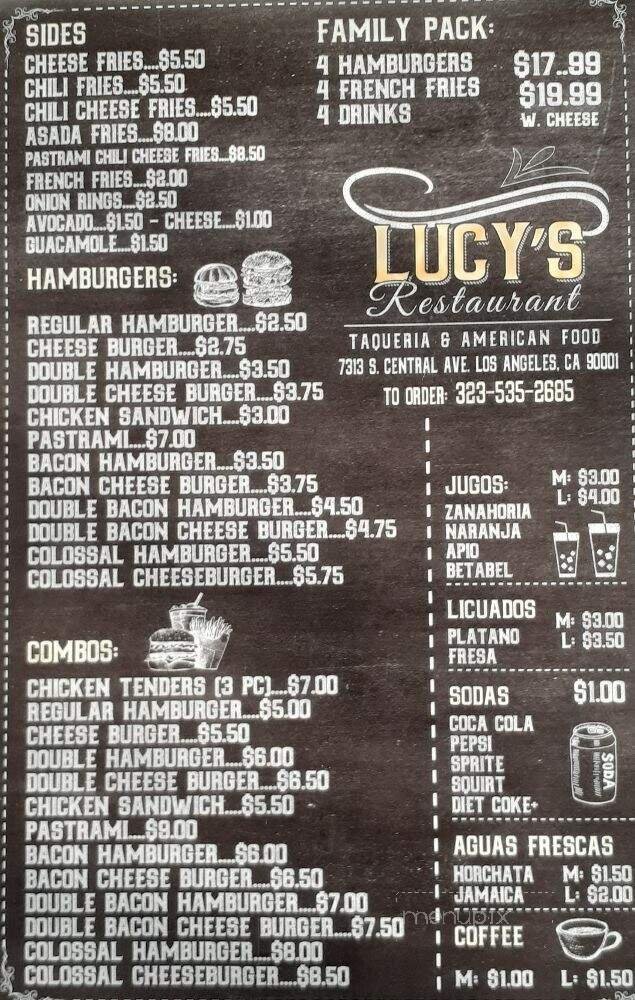 SIDES
CHEESE FRIES....$5.50
CHILI FRIES....$5.50
CHILI CHEESE FRIES....$5.50
ASADA FRIES....$8.00
PASTRAMI CHILI CHEESE FRIES...$8.50
FRENCH FRIES....$2.00
ONION RINGS....$2.50
AVOCADO....$1.50 - CHEESE....$1.00
GUACAMOLE....$1.50
FAMILY PACK:
4 HAMBURGERS $17..99
4 FRENCH FRIES $19.99
4 DRINKS W. CHEESE
LUCY'S
Restaurant
TAQUERIA & AMERICAN FOOD
7313 S. CENTRAL AVE. LOS ANGELES, CA 90001
TO ORDER: 323-535-2685
HAMBURGERS:
REGULAR HAMBURGER....$2.50
CHEESE BURGER....$2.75
DOUBLE HAMBURGER....$3.50
DOUBLE CHEESE BURGER....$3.75
CHICKEN SANDWICH....$3.00
PASTRAMI....$7.00
BACON HAMBURGER....$3.50
BACON CHEESE BURGER....$3.75
DOUBLE BACON HAMBURGER....$4.50
DOUBLE BACON CHEESE BURGER....$4.75
COLOSSAL HAMBURGER....$5.50
COLOSSAL CHEESEBURGER....$5.75
COMBOS:
CHICKEN TENDERS (3 PC)....$7.00
REGULAR HAMBURGER....$5.00
CHEESE BURGER....$5.50
DOUBLE HAMBURGER....$6.00
DOUBLE CHEESE BURGER....$6.50
CHICKEN SANDWICH....$5.50
PASTRAMI....$9.00
BACON HAMBURGER....$6.00
BACON CHEESE BURGER....$6.50
DOUBLE BACON HAMBURGER....$7.00
DOUBLE BACON CHEESE BURGER....$7.50
COLOSSAL HAMBURGER....$8.00
COLOSSAL CHEESEBURGER....$8.50
JUGOS: M: $3.00
L: $4.00
ZANAHORIA
NARANJA
APIO
BETABEL
LICUADOS M: $3.00
PLATANO L: $3.50
FRESA
SODAS $1.00
COCA COLA
PEPSI
SPRITE
SQUIRT
DIET COKE+
SODA
AGUAS FRESCAS
HORCHATA M: $1.50
JAMAICA L: $2.00
menupix
COFFEE
M: $1.00 L: $1.50